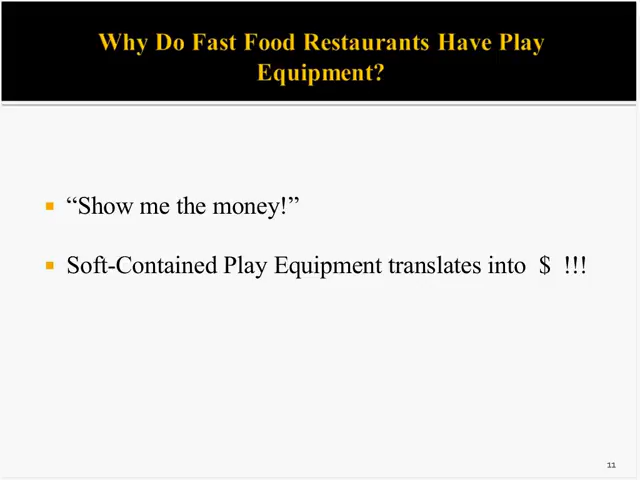 Why Do Fast Food Restaurants Have Play
Equipment?
“Show me the money!”
Soft-Contained Play Equipment translates into $ !!!
11